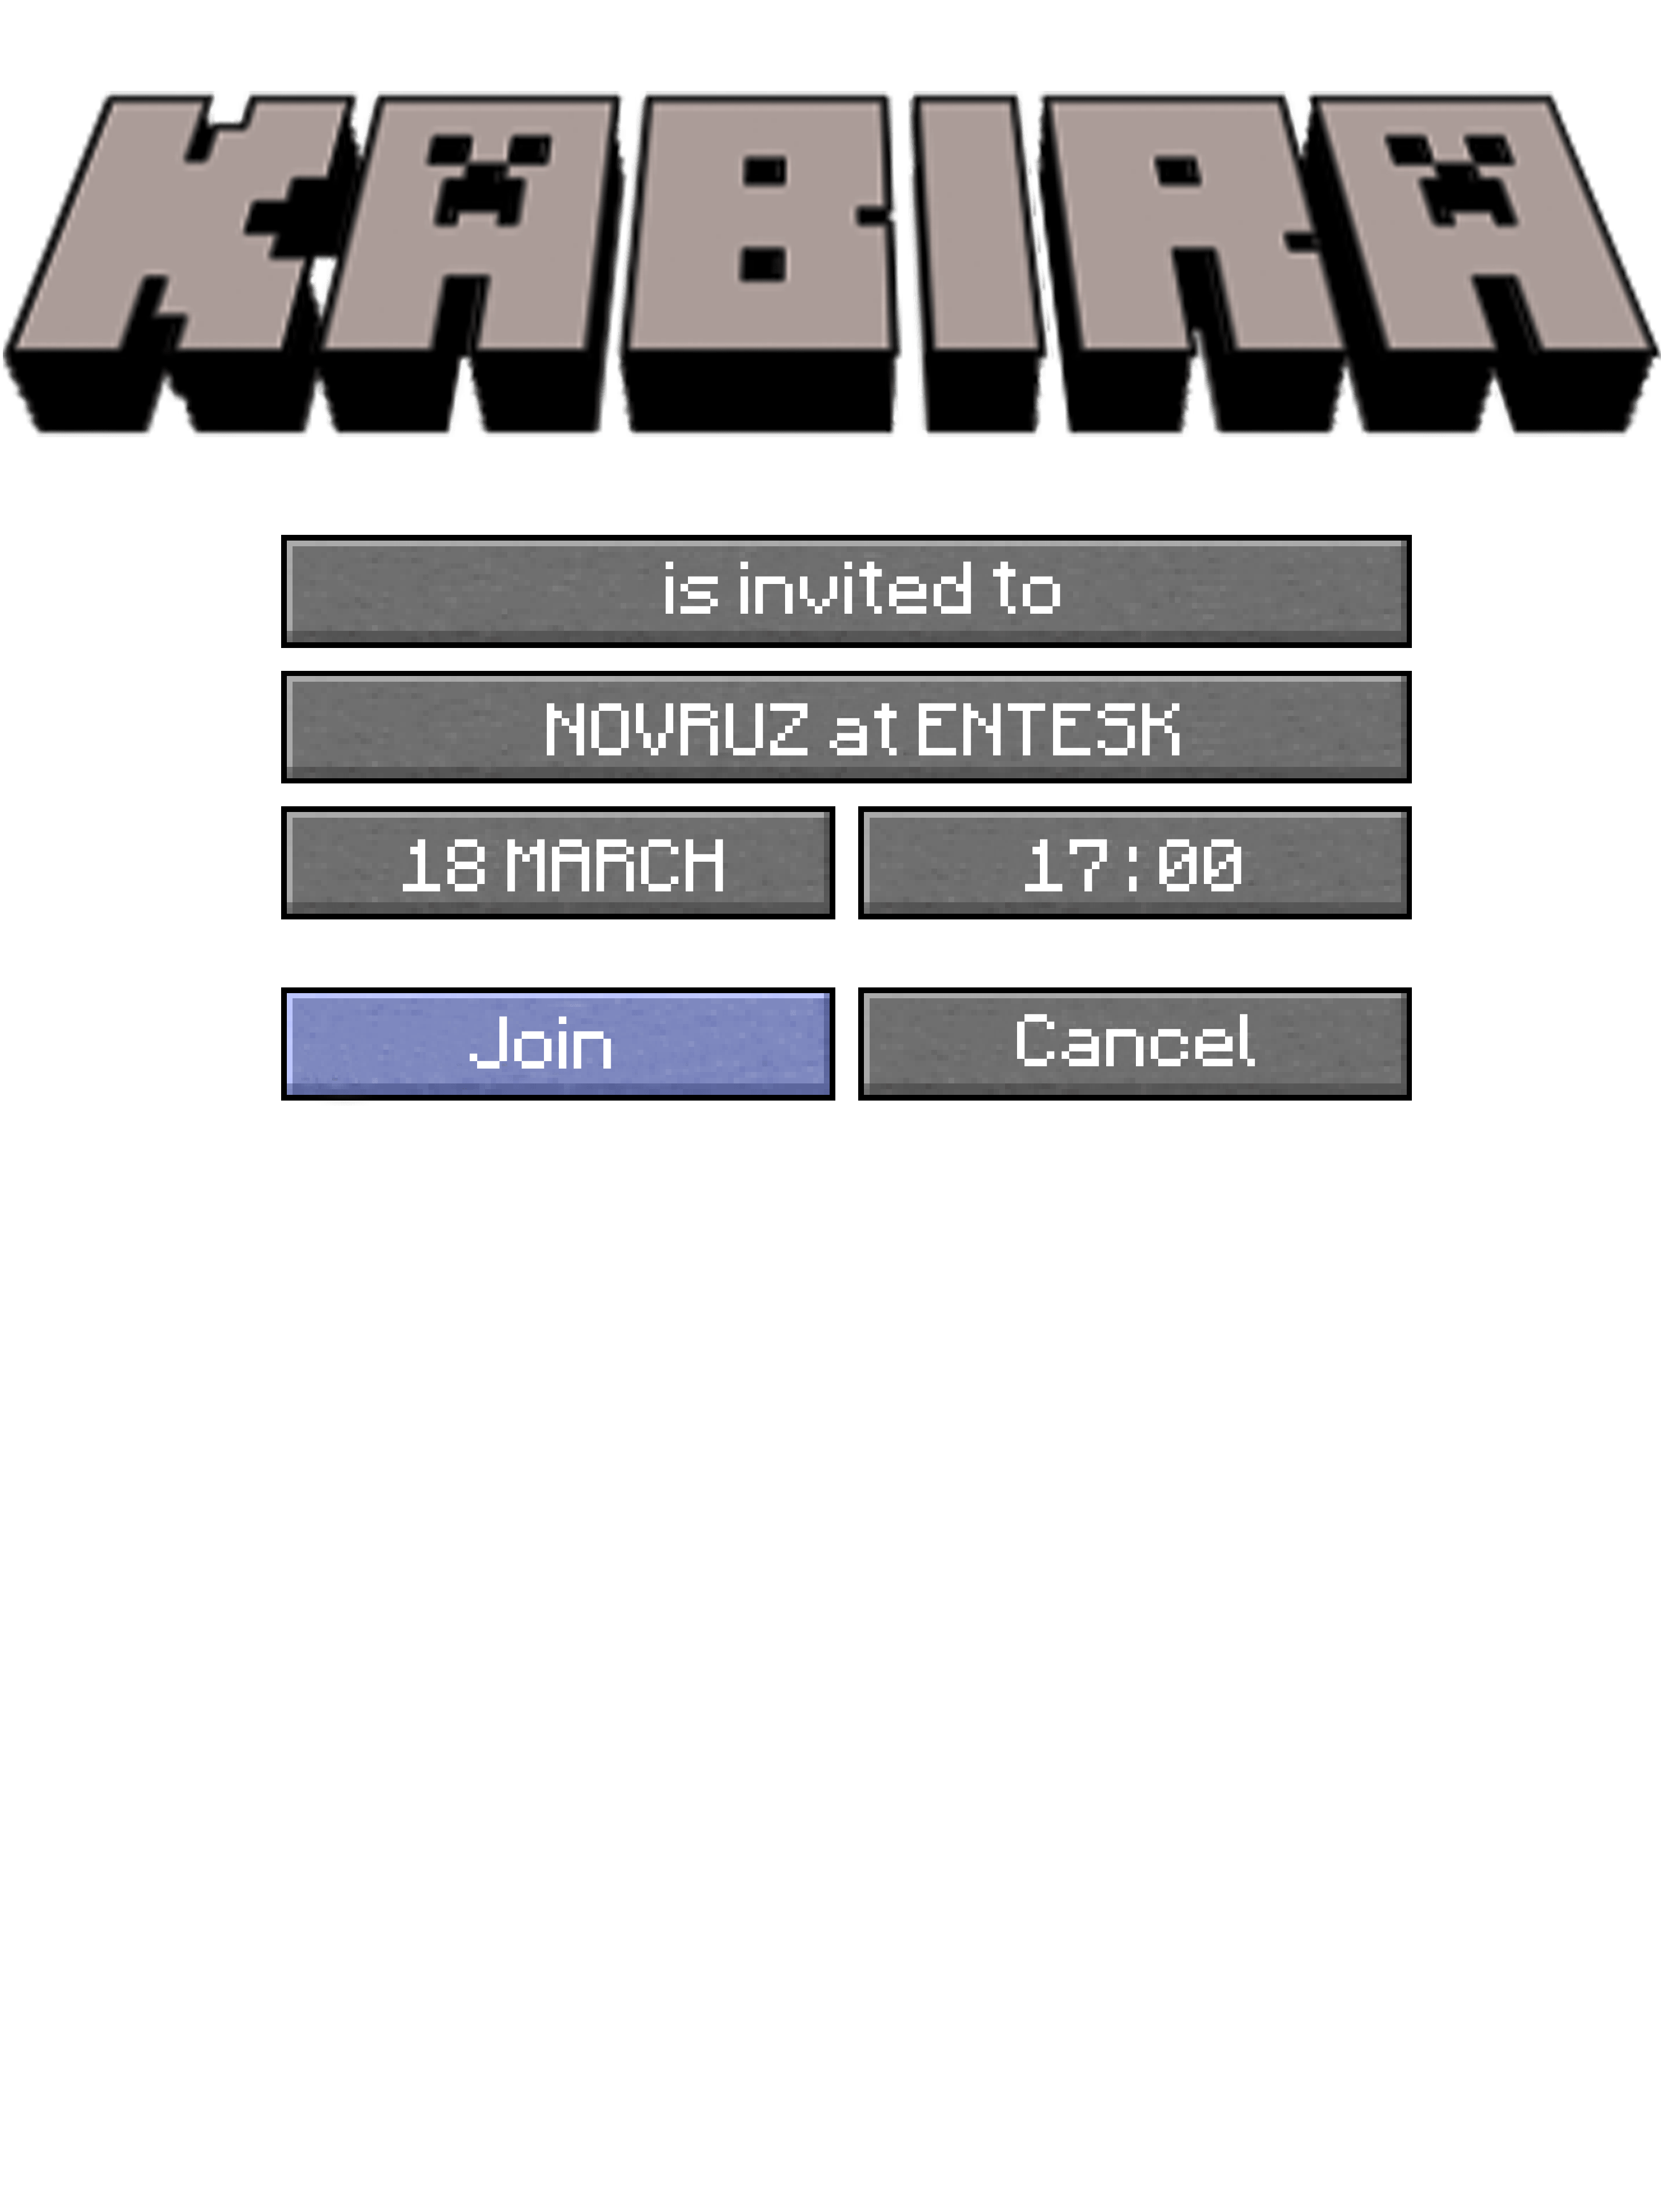 KABIRA
is invited to
NOVRUZ at ENTESK
18 MARCH
17:00
Join
Cancel